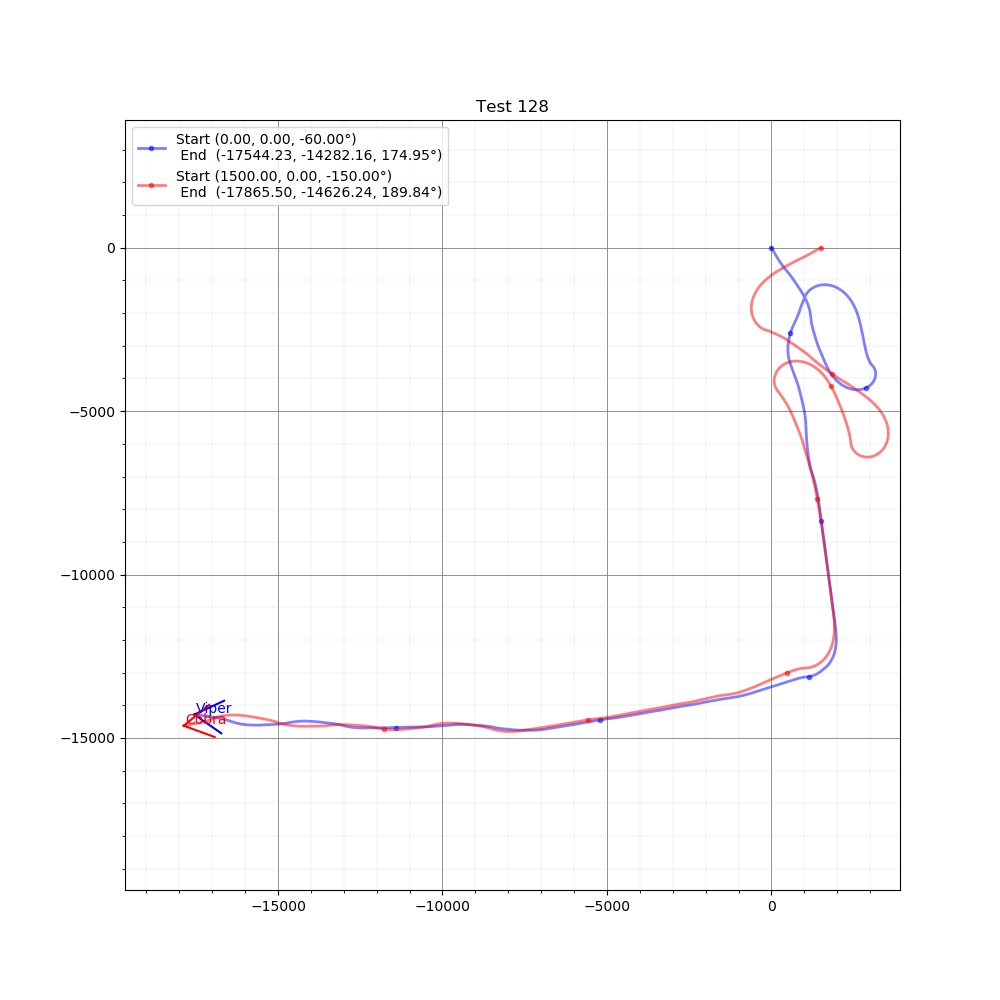 Test 128
Start (0.00, 0.00, -60.00°)
End  (-17544.23, -14282.16, 174.95°)
Start (1500.00, 0.00, -150.00°)
End  (-17865.50, -14626.24, 189.84°)
0
−5000
−10000
−15000
Viper
Cobra
−15000
−10000
−5000
0